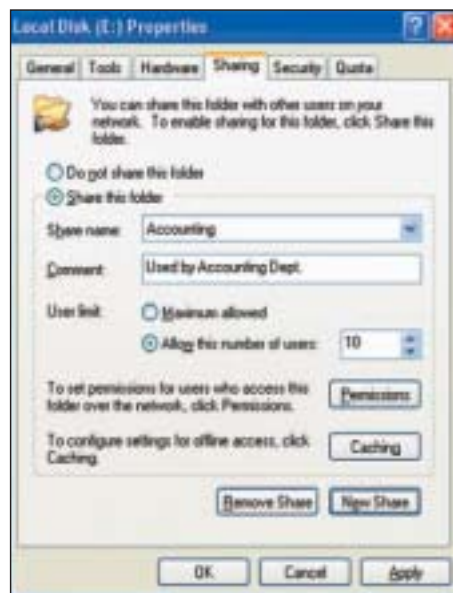 Local Disk (E:) Properties
General Tools Hardware Sharing Security Quota
You can share this folder with other users on your
network. To enable sharing for this folder, click Share this
folder.
Do not share this folder
Share this folder
Share name: Accounting
Comment: Used by Accounting Dept.
User limit: Maximum allowed
Allow this number of users: 10
To set permissions for users who access this
folder over the network, click Permissions.
Permissions
To configure settings for offline access, click
Caching.
Caching
Remove Share New Share
OK Cancel Apply